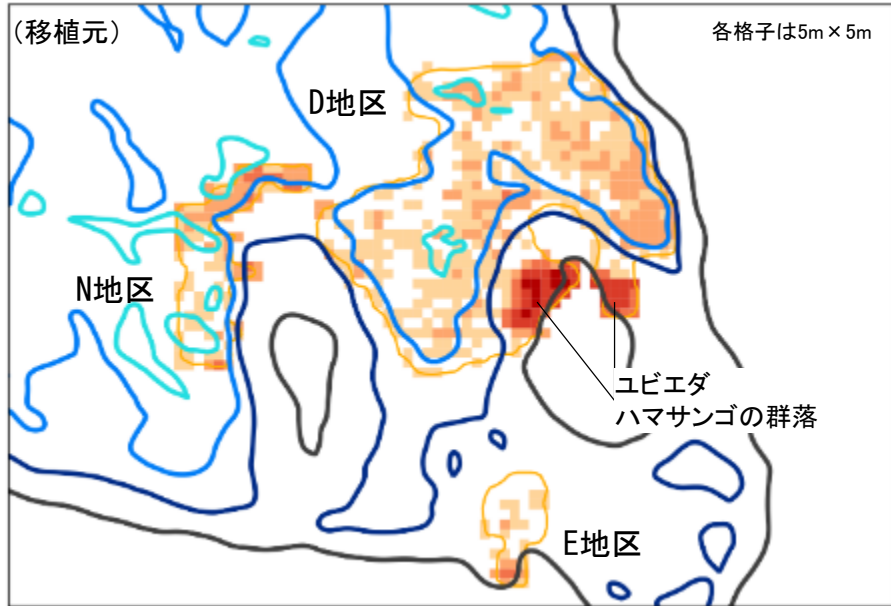 (移植元)
各格子は5m×5m
D地区
N地区
ユビエダ
ハマサンゴの群落
E地区